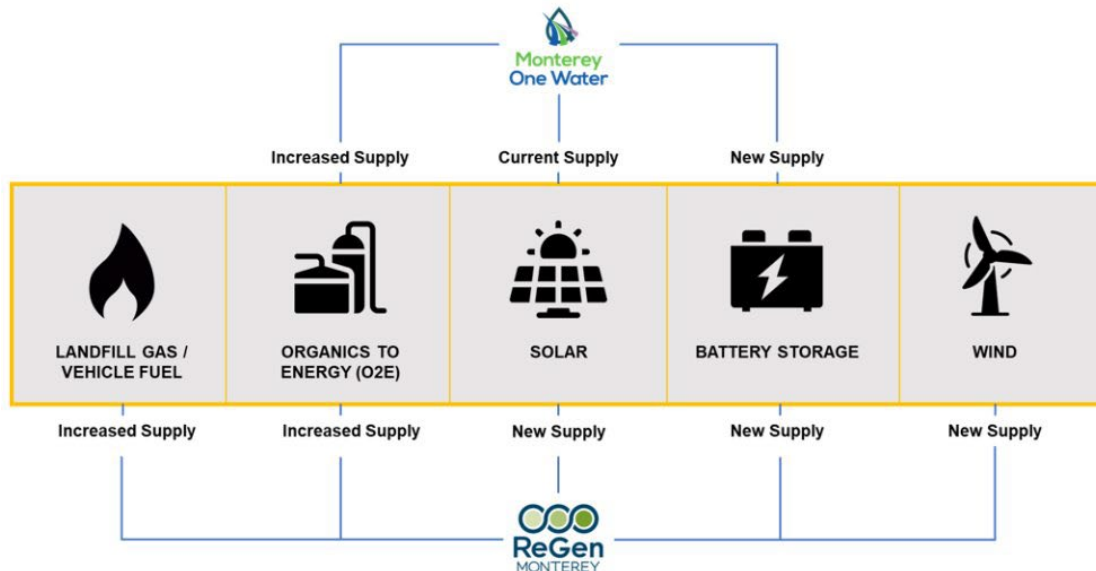 Monterey
One Water
Increased Supply
Current Supply
New Supply
LANDFILL GAS /
VEHICLE FUEL
ORGANICS TO
ENERGY (O2E)
SOLAR
BATTERY STORAGE
WIND
Increased Supply
Increased Supply
New Supply
New Supply
New Supply
ReGen
MONTEREY